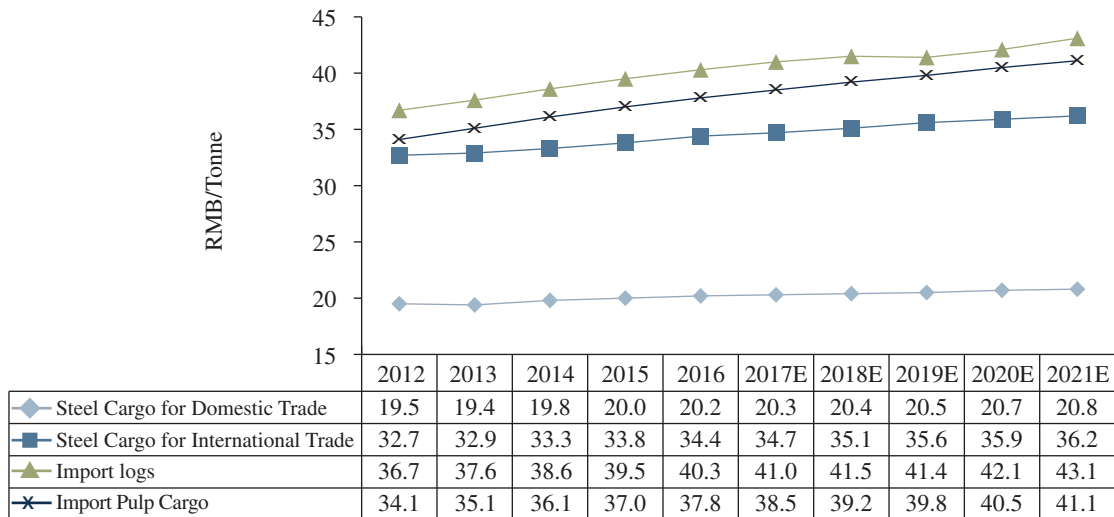 45
40
35
30
25
20
15
RMB/Tonne
2012 2013 2014 2015 2016 2017E 2018E 2019E 2020E 2021E
Steel Cargo for Domestic Trade 19.5 19.4 19.8 20.0 20.2 20.3 20.4 20.5 20.7 20.8
Steel Cargo for International Trade 32.7 32.9 33.3 33.8 34.4 34.7 35.1 35.6 35.9 36.2
Import logs 36.7 37.6 38.6 39.5 40.3 41.0 41.5 41.4 42.1 43.1
Import Pulp Cargo 34.1 35.1 36.1 37.0 37.8 38.5 39.2 39.8 40.5 41.1